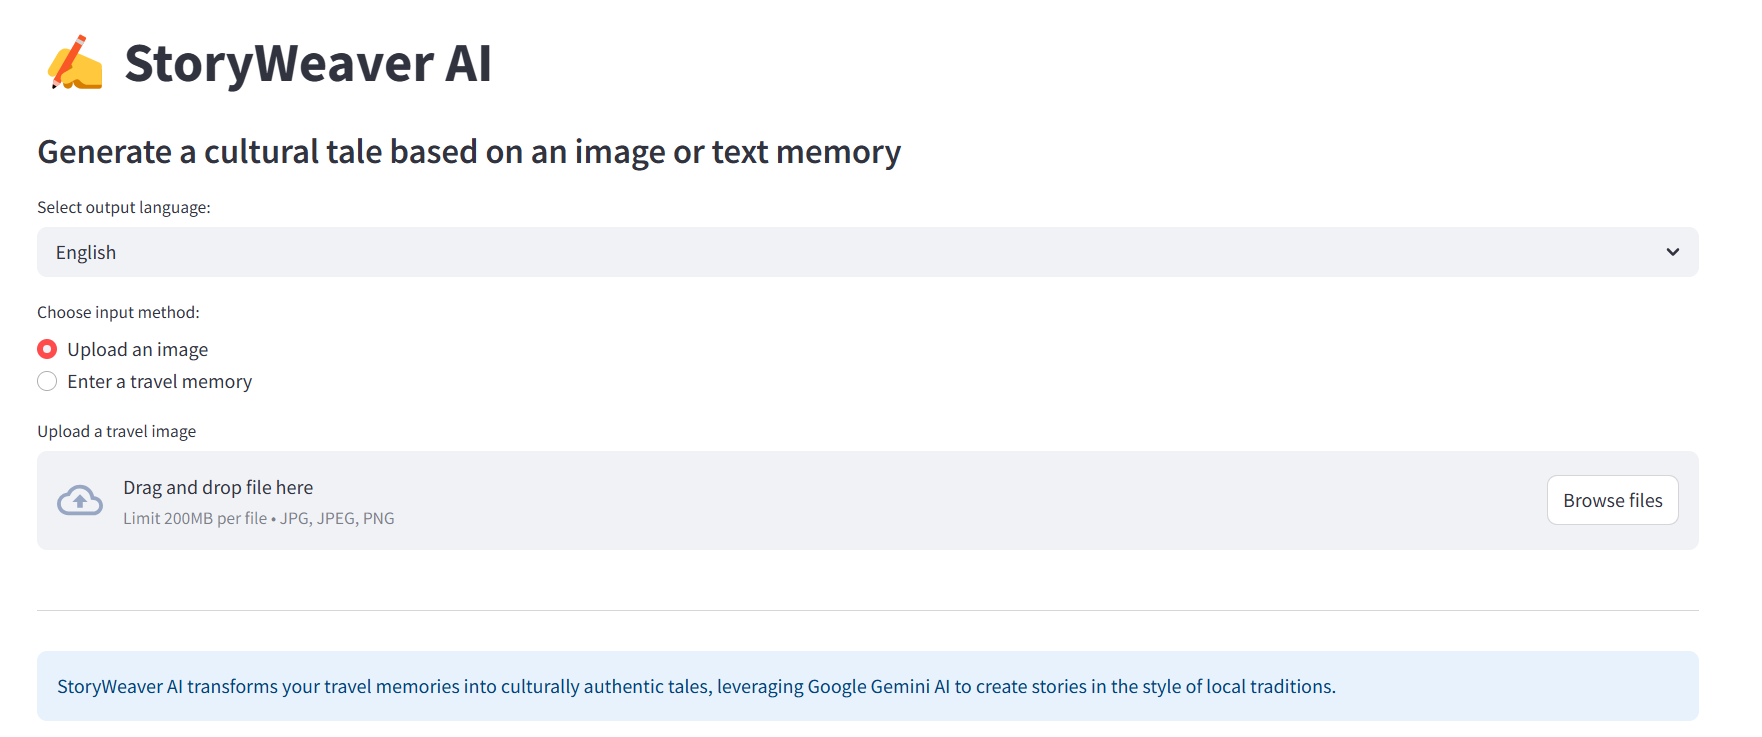 StoryWeaver AI
Generate a cultural tale based on an image or text memory
Select output language:
English
Choose input method:
Upload an image
Enter a travel memory
Upload a travel image
Drag and drop file here
Limit 200MB per file • JPG, JPEG, PNG
Browse files
StoryWeaver AI transforms your travel memories into culturally authentic tales, leveraging Google Gemini AI to create stories in the style of local traditions.